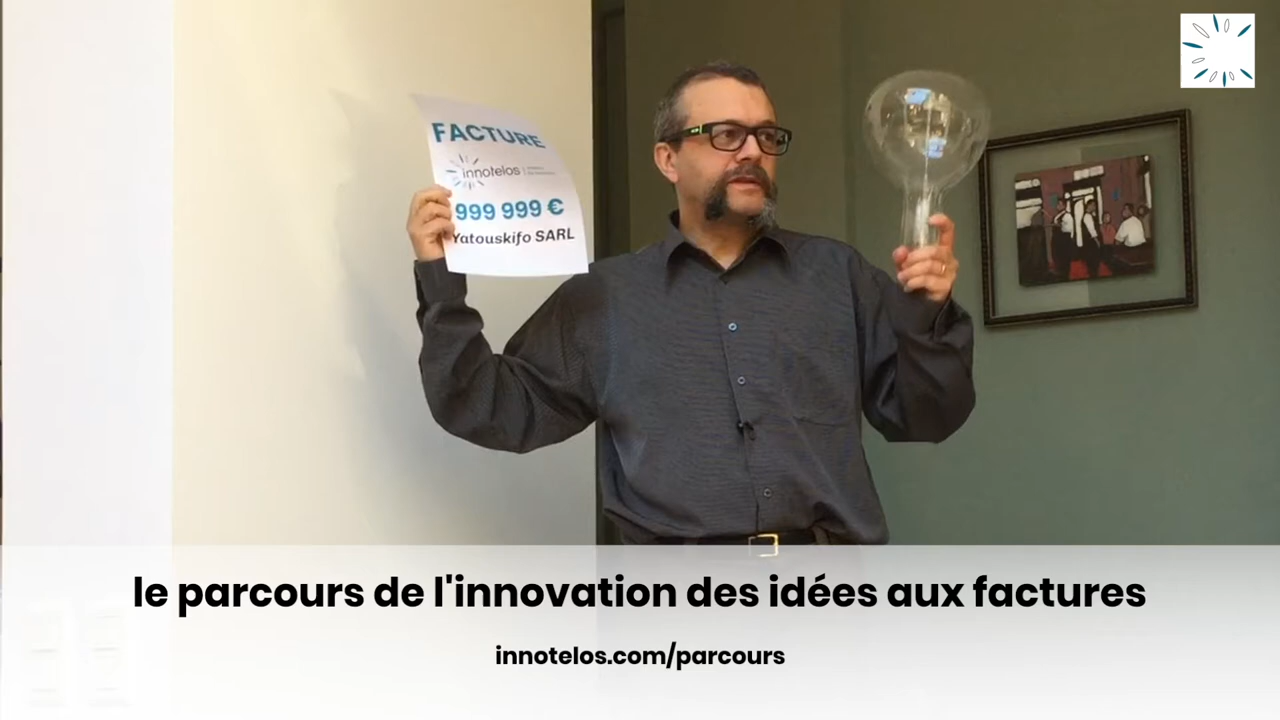 FACTURE
innotelos
999 999 €
Yatouskifo SARL
le parcours de l'innovation des idées aux factures
innotelos.com/parcours